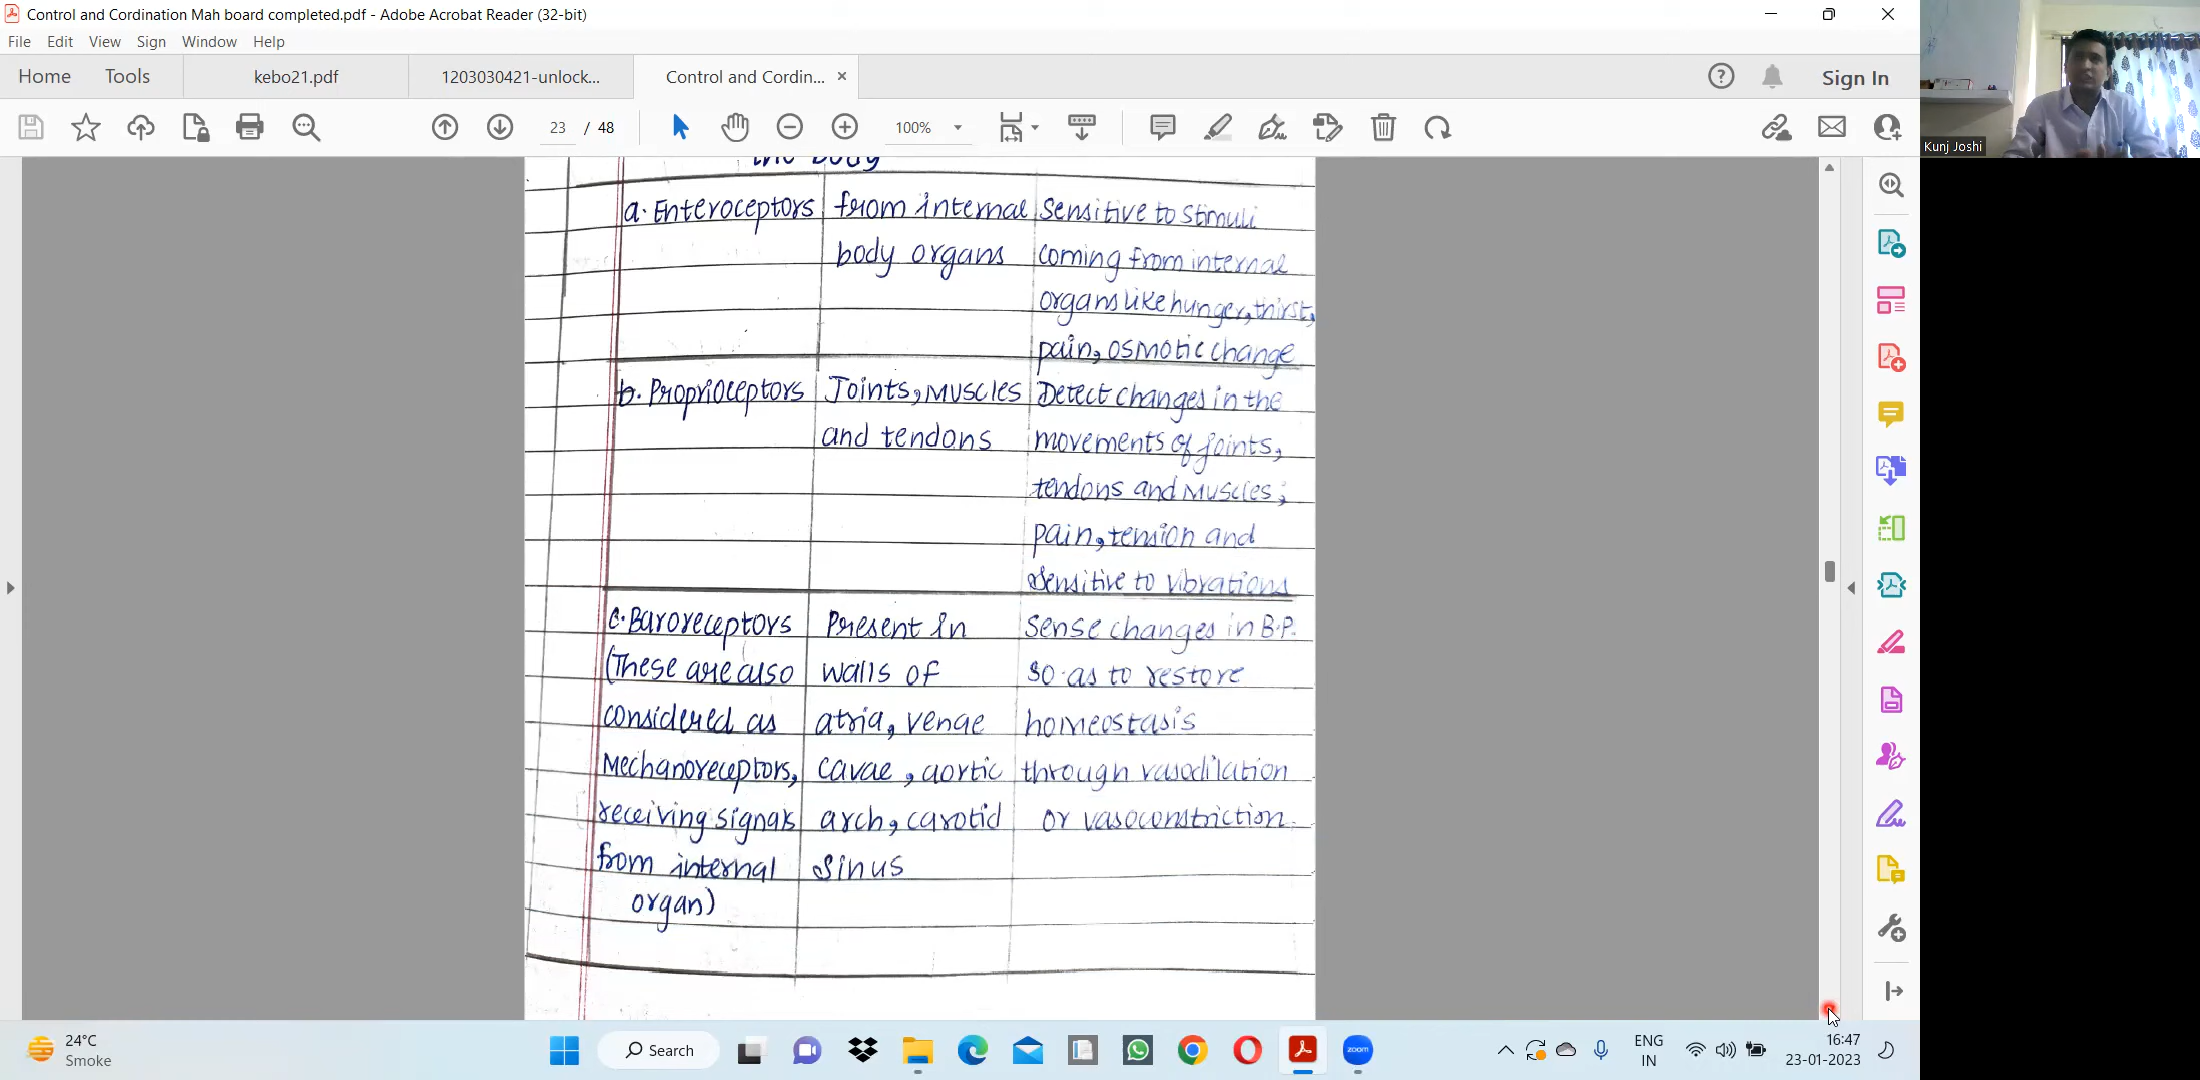 Control and Cordination Mah board completed.pdf - Adobe Acrobat Reader (32-bit)
File Edit View Sign Window Help
Home Tools kebo21.pdf 1203030421-unlock... Control and Cordin... × Sign In
23 / 48 100%
Kunj Joshi
the body
a. Enteroceptors from internal Sensitive to stimuli
body organs coming from internal
organs like hunger, thirst,
pain, osmotic change
b. Proprioceptors Joints, Muscles Detect changes in the
and tendons movements of joints,
tendons and Muscles;
pain, tension and
sensitive to vibrations
c. Baroreceptors Present in Sense changes in B.P.
(These are also walls of so as to restore
considered as atria, venae homeostasis
Mechanoreceptors, cavae, aortic through vasodilation
receiving signals arch, carotid or vasoconstriction.
from internal sinus
organ)
24°C
Smoke
Search
zoom
ENG
IN
16:47
23-01-2023